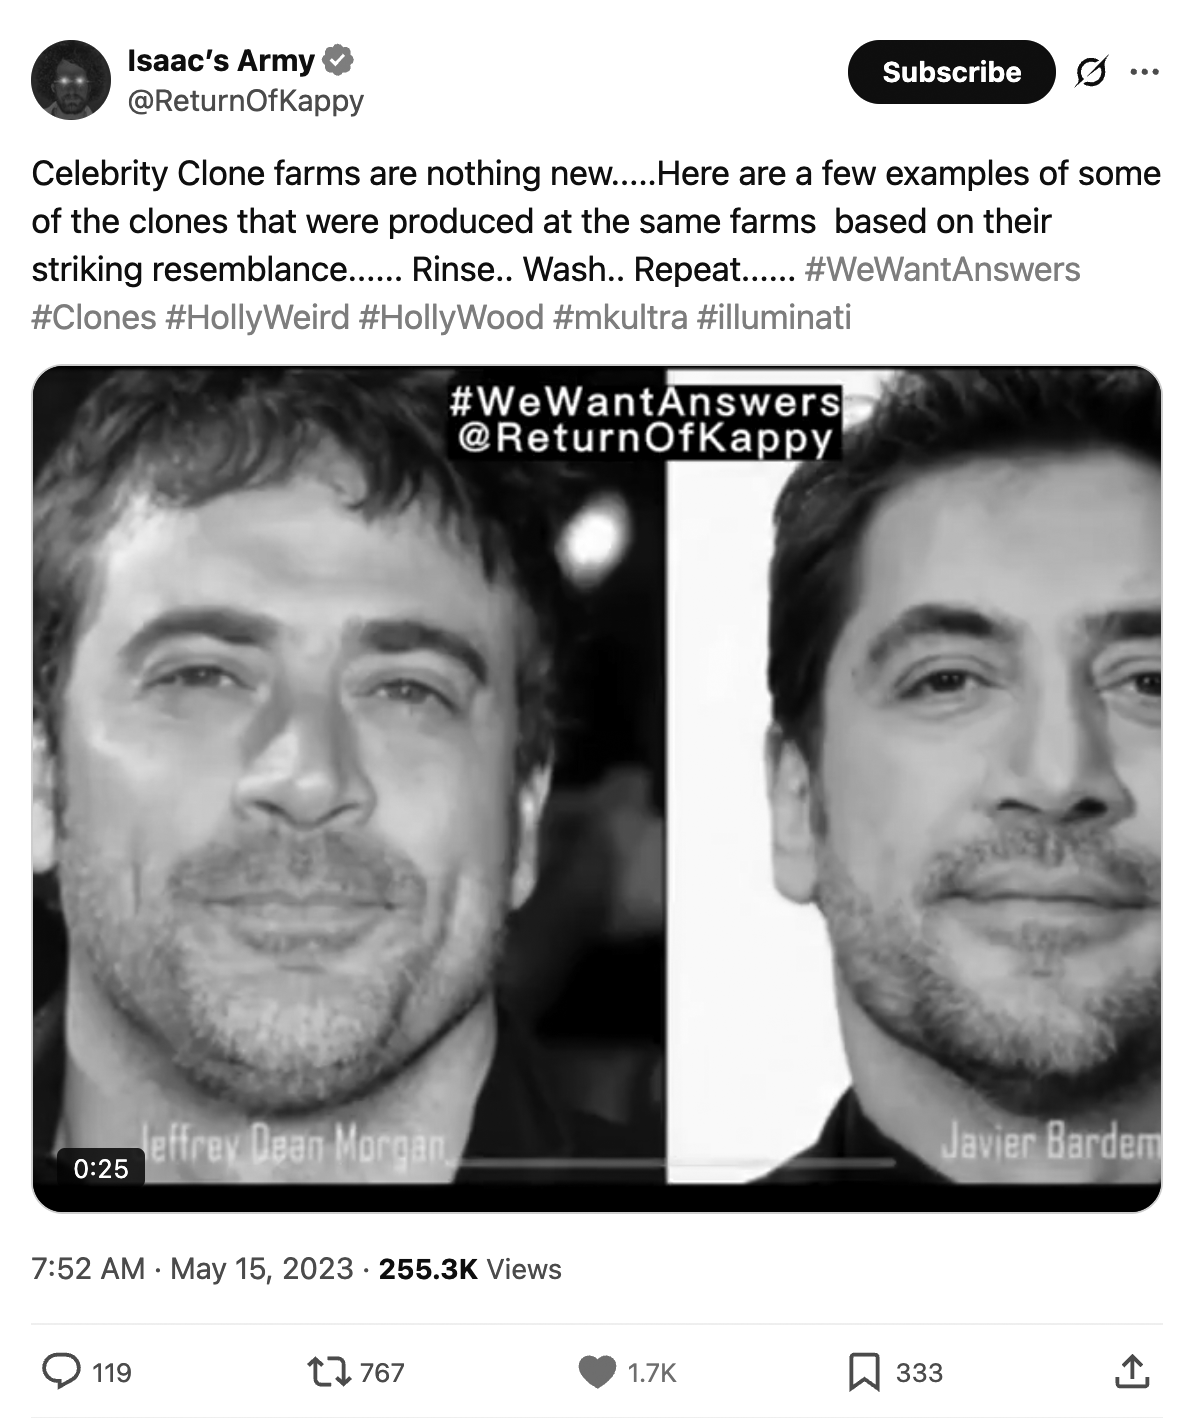 Isaac’s Army
@ReturnOfKappy
Subscribe
Celebrity Clone farms are nothing new.....Here are a few examples of some
of the clones that were produced at the same farms  based on their
striking resemblance...... Rinse.. Wash.. Repeat...... #WeWantAnswers
#Clones #HollyWeird #HollyWood #mkultra #illuminati
#WeWantAnswers
@ReturnOfKappy
Jeffrey Dean Morgan
Javier Bardem
0:25
7:52 AM · May 15, 2023 · 255.3K Views
119 767 1.7K 333